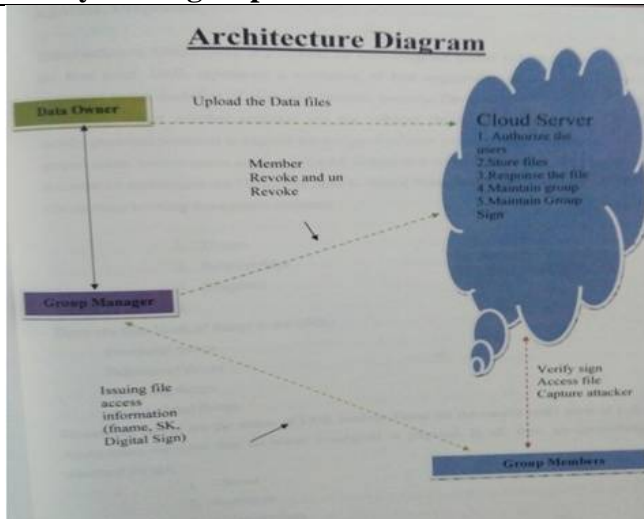 Architecture Diagram
Data Owner
Upload the Data files
Cloud Server
1. Authorize the
users
2.Store files
3.Response the file
4.Maintain group
5.Maintain Group
Sign
Member
Revoke and un
Revoke
Group Manager
Issuing file
access
information
(fname, SK,
Digital Sign)
Verify sign
Access file
Capture attacker
Group Members